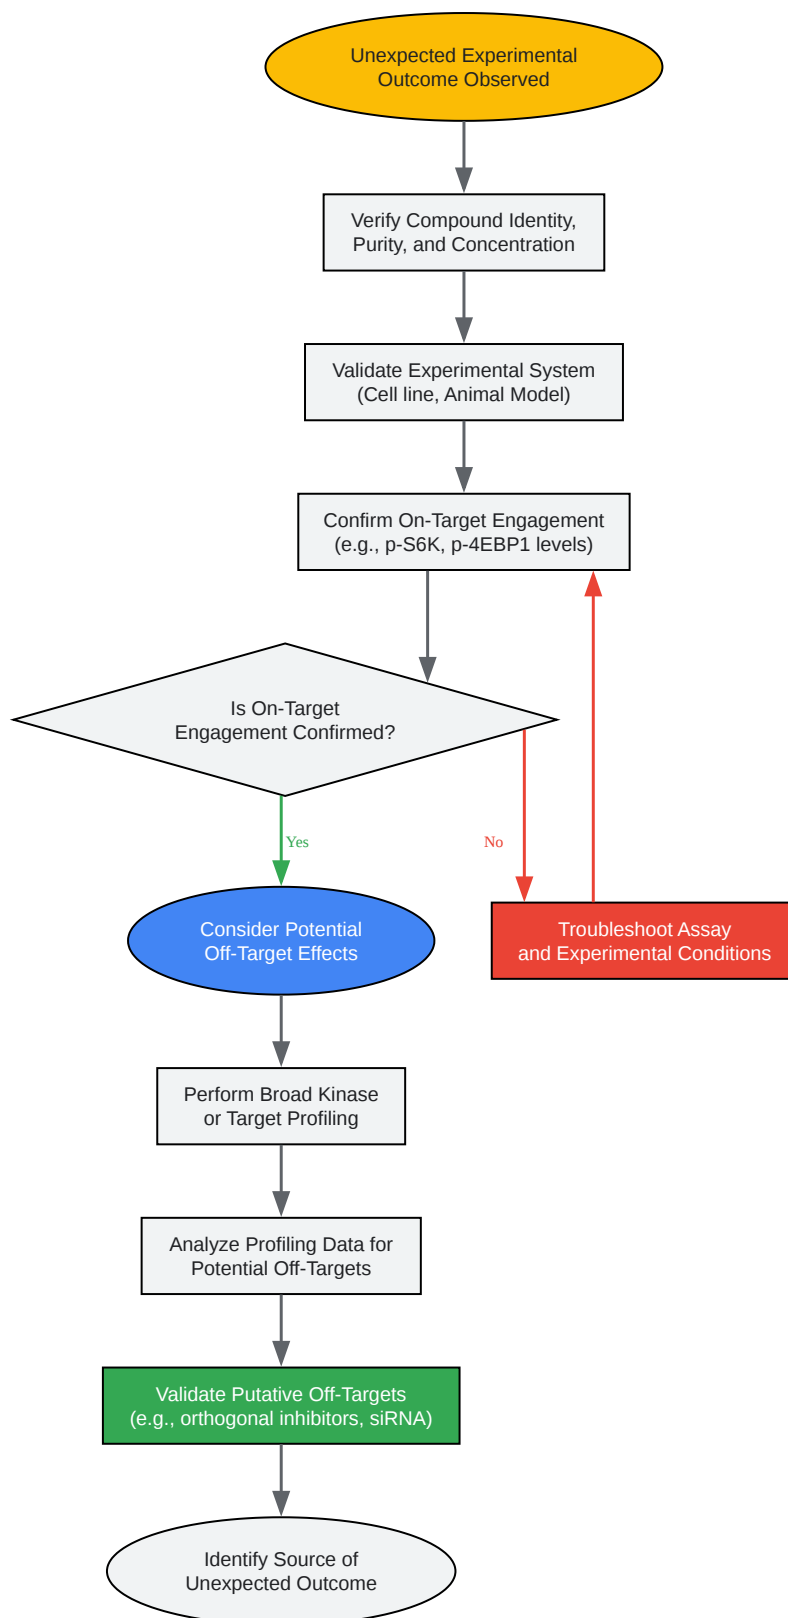 Unexpected Experimental
Outcome Observed
Verify Compound Identity,
Purity, and Concentration
Validate Experimental System
(Cell line, Animal Model)
Confirm On-Target Engagement
(e.g., p-S6K, p-4EBP1 levels)
Is On-Target
Engagement Confirmed?
Yes
No
Consider Potential
Off-Target Effects
Troubleshoot Assay
and Experimental Conditions
Perform Broad Kinase
or Target Profiling
Analyze Profiling Data for
Potential Off-Targets
Validate Putative Off-Targets
(e.g., orthogonal inhibitors, siRNA)
Identify Source of
Unexpected Outcome